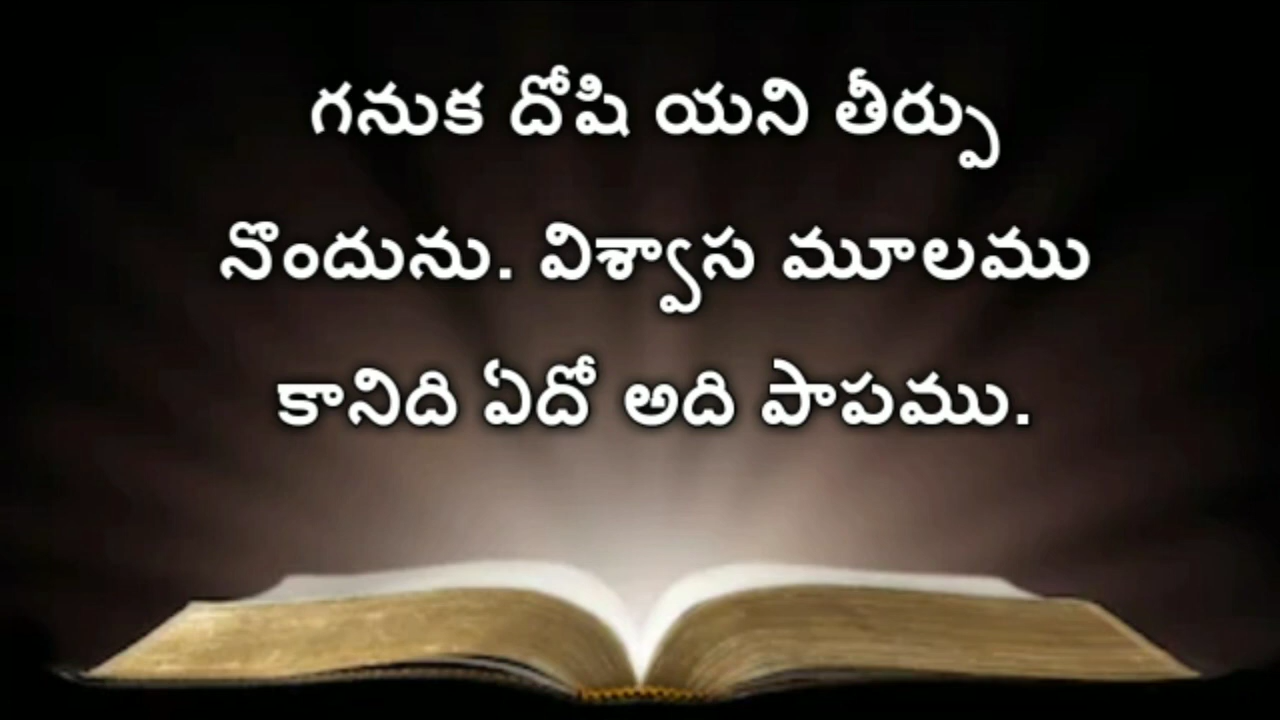 గనుక దోషి యని తీర్పు
నొందును. విశ్వాస మూలము
కానిది ఏదో అది పాపము.